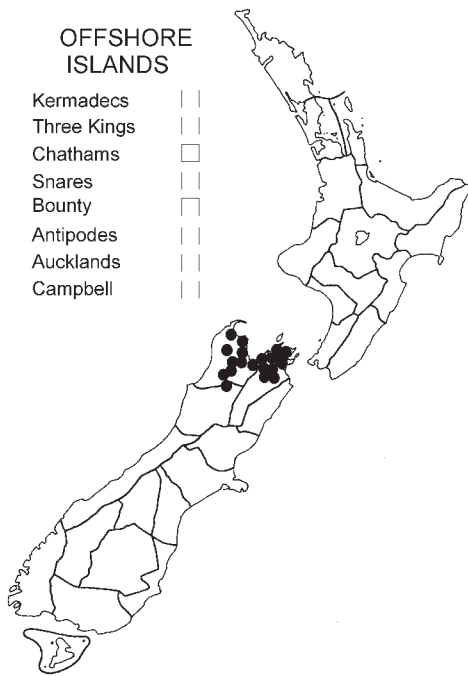 OFFSHORE
ISLANDS
Kermadecs
Three Kings
Chathams
Snares
Bounty
Antipodes
Aucklands
Campbell